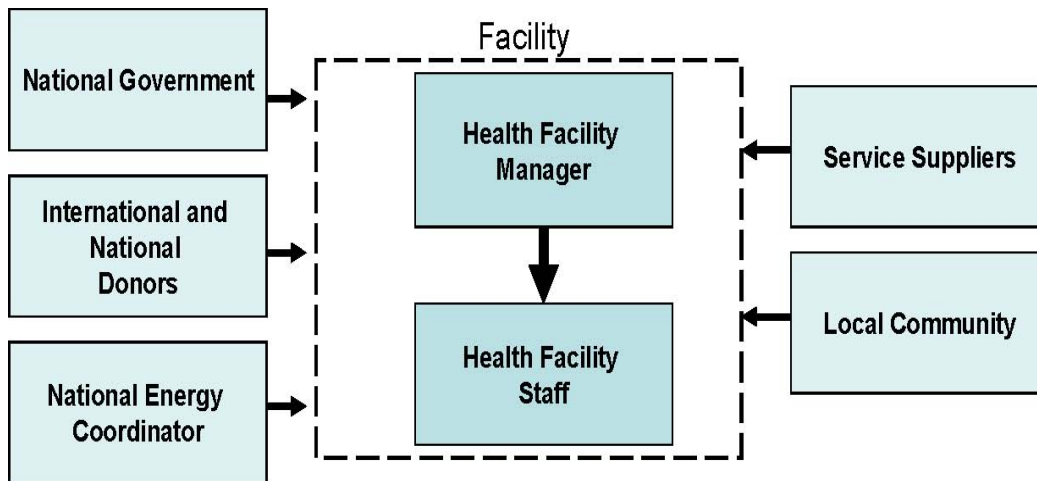 National Government
International and
National
Donors
National Energy
Coordinator
Facility
Health Facility
Manager
Health Facility
Staff
Service Suppliers
Local Community